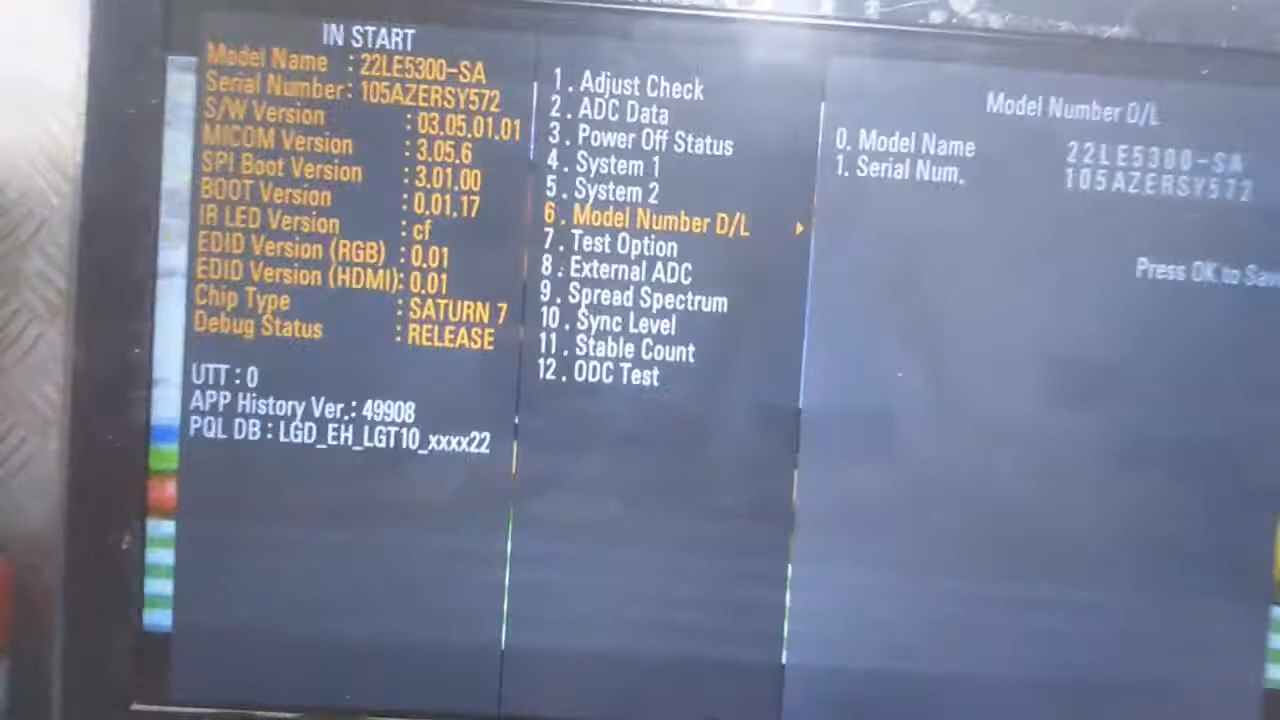 IN START
Model Name : 22LE5300-SA
Serial Number: 105AZERSY572
S/W Version : 03.05.01.01
MICOM Version : 3.05.6
SPI Boot Version : 3.01.00
BOOT Version : 0.01.17
IR LED Version : cf
EDID Version (RGB) : 0.01
EDID Version (HDMI): 0.01
Chip Type : SATURN 7
Debug Status : RELEASE
UTT : 0
APP History Ver.: 49908
PQL DB : LGD_EH_LGT10_xxxx22
1. Adjust Check
2. ADC Data
3. Power Off Status
4. System 1
5. System 2
6. Model Number D/L
7. Test Option
8. External ADC
9. Spread Spectrum
10. Sync Level
11. Stable Count
12. ODC Test
Model Number D/L
0. Model Name 22LE5300-SA
1. Serial Num. 105AZERSY572
Press OK to Sav